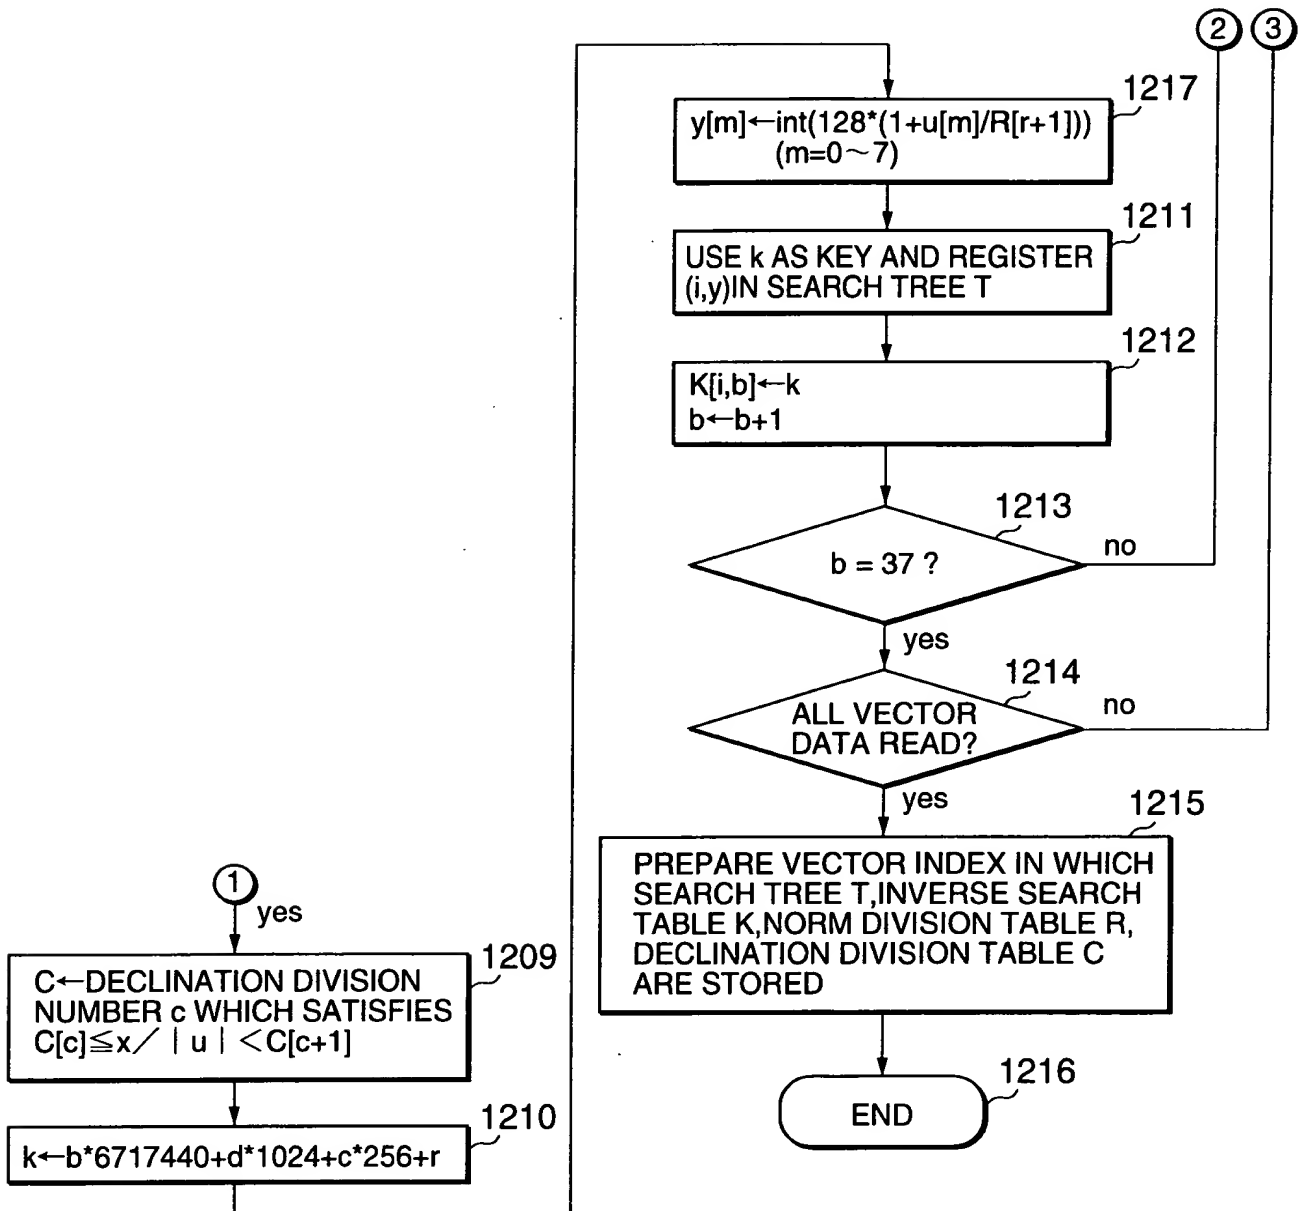 2 3
1217
y[m]←int(128*(1+u[m]/R[r+1]))
(m=0～7)
1211
USE k AS KEY AND REGISTER
(i,y)IN SEARCH TREE T
1212
K[i,b]←k
b←b+1
1213
b = 37 ?
no
yes
1214
ALL VECTOR
DATA READ?
no
yes
1215
PREPARE VECTOR INDEX IN WHICH
SEARCH TREE T,INVERSE SEARCH
TABLE K,NORM DIVISION TABLE R,
DECLINATION DIVISION TABLE C
ARE STORED
1216
END
1
yes
1209
C←DECLINATION DIVISION
NUMBER c WHICH SATISFIES
C[c]≦x／｜u｜<C[c+1]
1210
k←b*6717440+d*1024+c*256+r